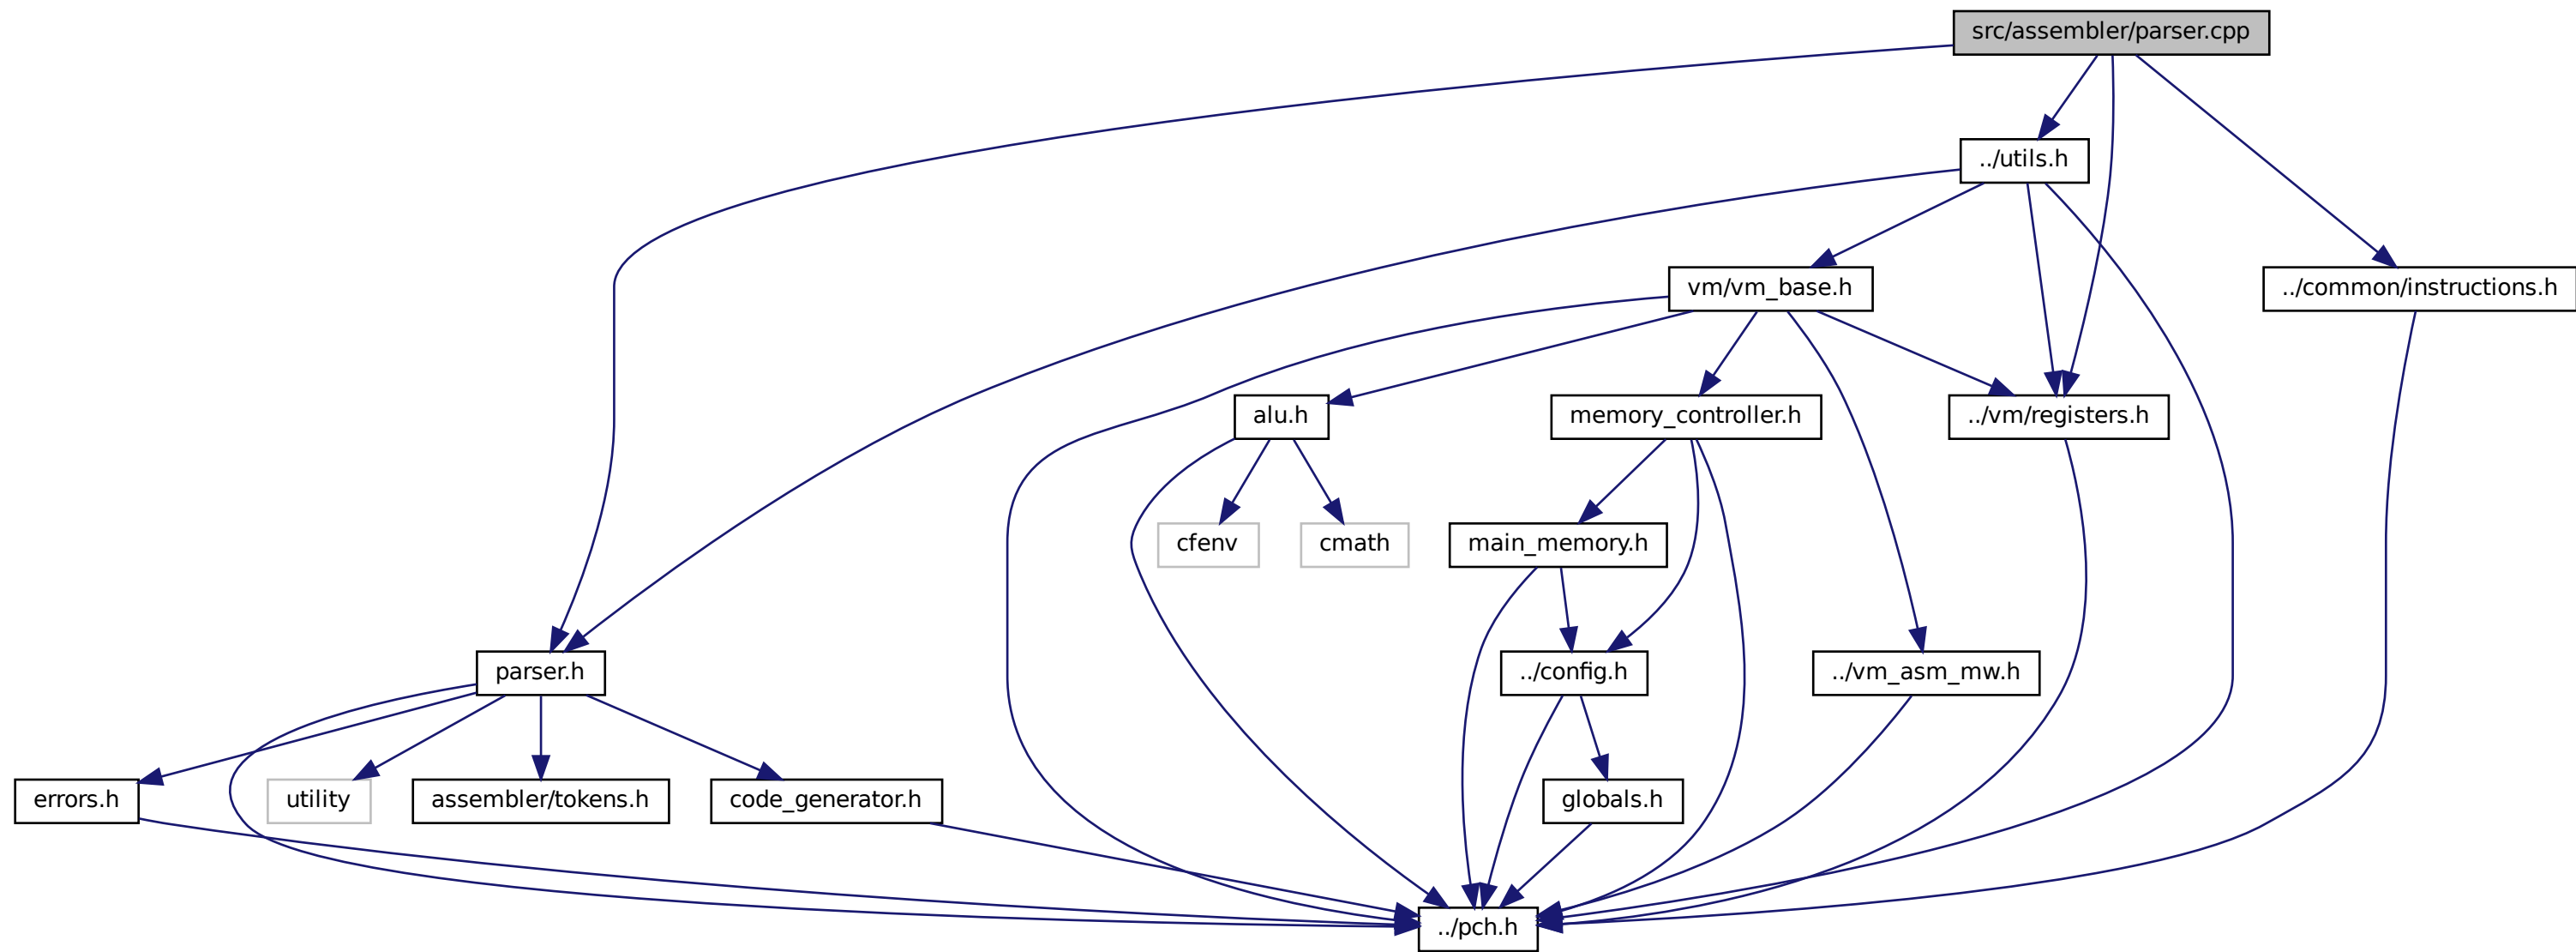 src/assembler/parser.cpp
../utils.h
vm/vm_base.h
../common/instructions.h
alu.h
memory_controller.h
../vm/registers.h
cfenv
cmath
main_memory.h
parser.h
../config.h
../vm_asm_mw.h
errors.h
utility
assembler/tokens.h
code_generator.h
globals.h
../pch.h